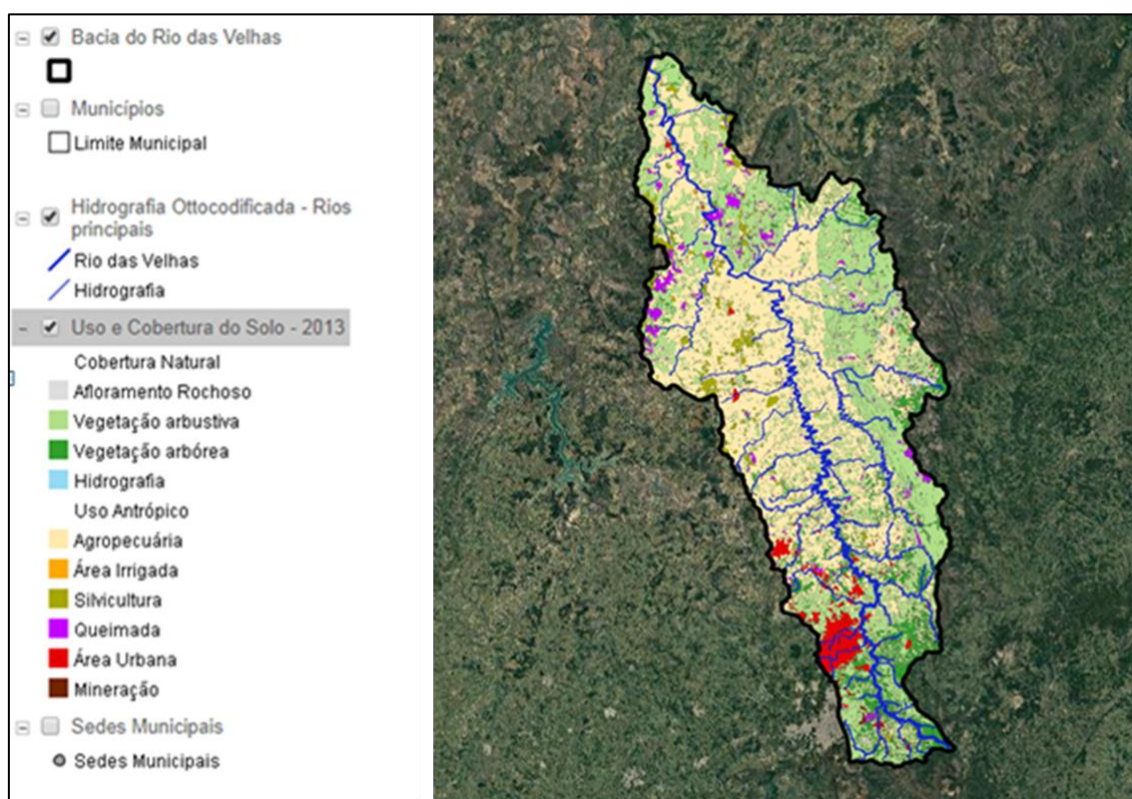 Bacia do Rio das Velhas
Municípios
Limite Municipal
Hidrografia Ottocodificada - Rios
principais
Rio das Velhas
Hidrografia
Uso e Cobertura do Solo - 2013
Cobertura Natural
Afloramento Rochoso
Vegetação arbustiva
Vegetação arbórea
Hidrografia
Uso Antrópico
Agropecuária
Área Irrigada
Silvicultura
Queimada
Área Urbana
Mineração
Sedes Municipais
Sedes Municipais